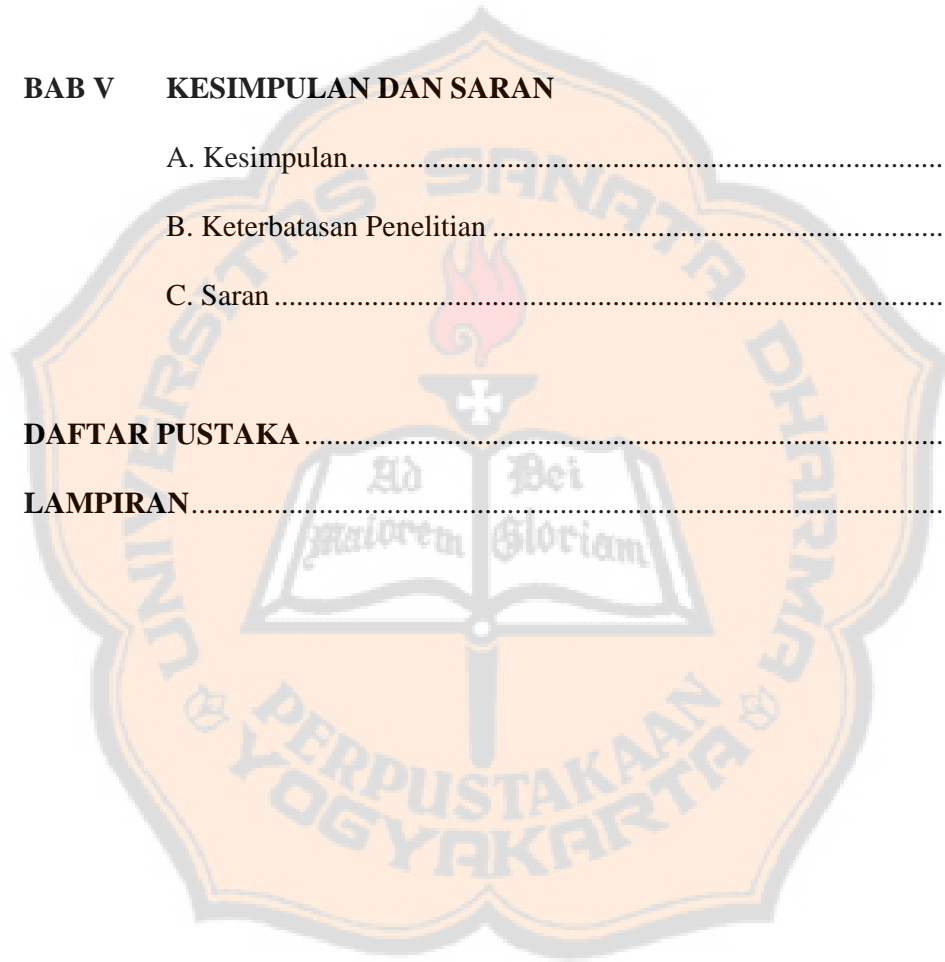 BAB V KESIMPULAN DAN SARAN
A. Kesimpulan................................................................................
B. Keterbatasan Penelitian .............................................................
C. Saran ..........................................................................................
DAFTAR PUSTAKA ......................................................................................
LAMPIRAN.....................................................................................................
UNIVERSITAS SANATA DHARMA
Ad Dei
Maiorem Gloriam
PERPUSTAKAAN
YOGYAKARTA